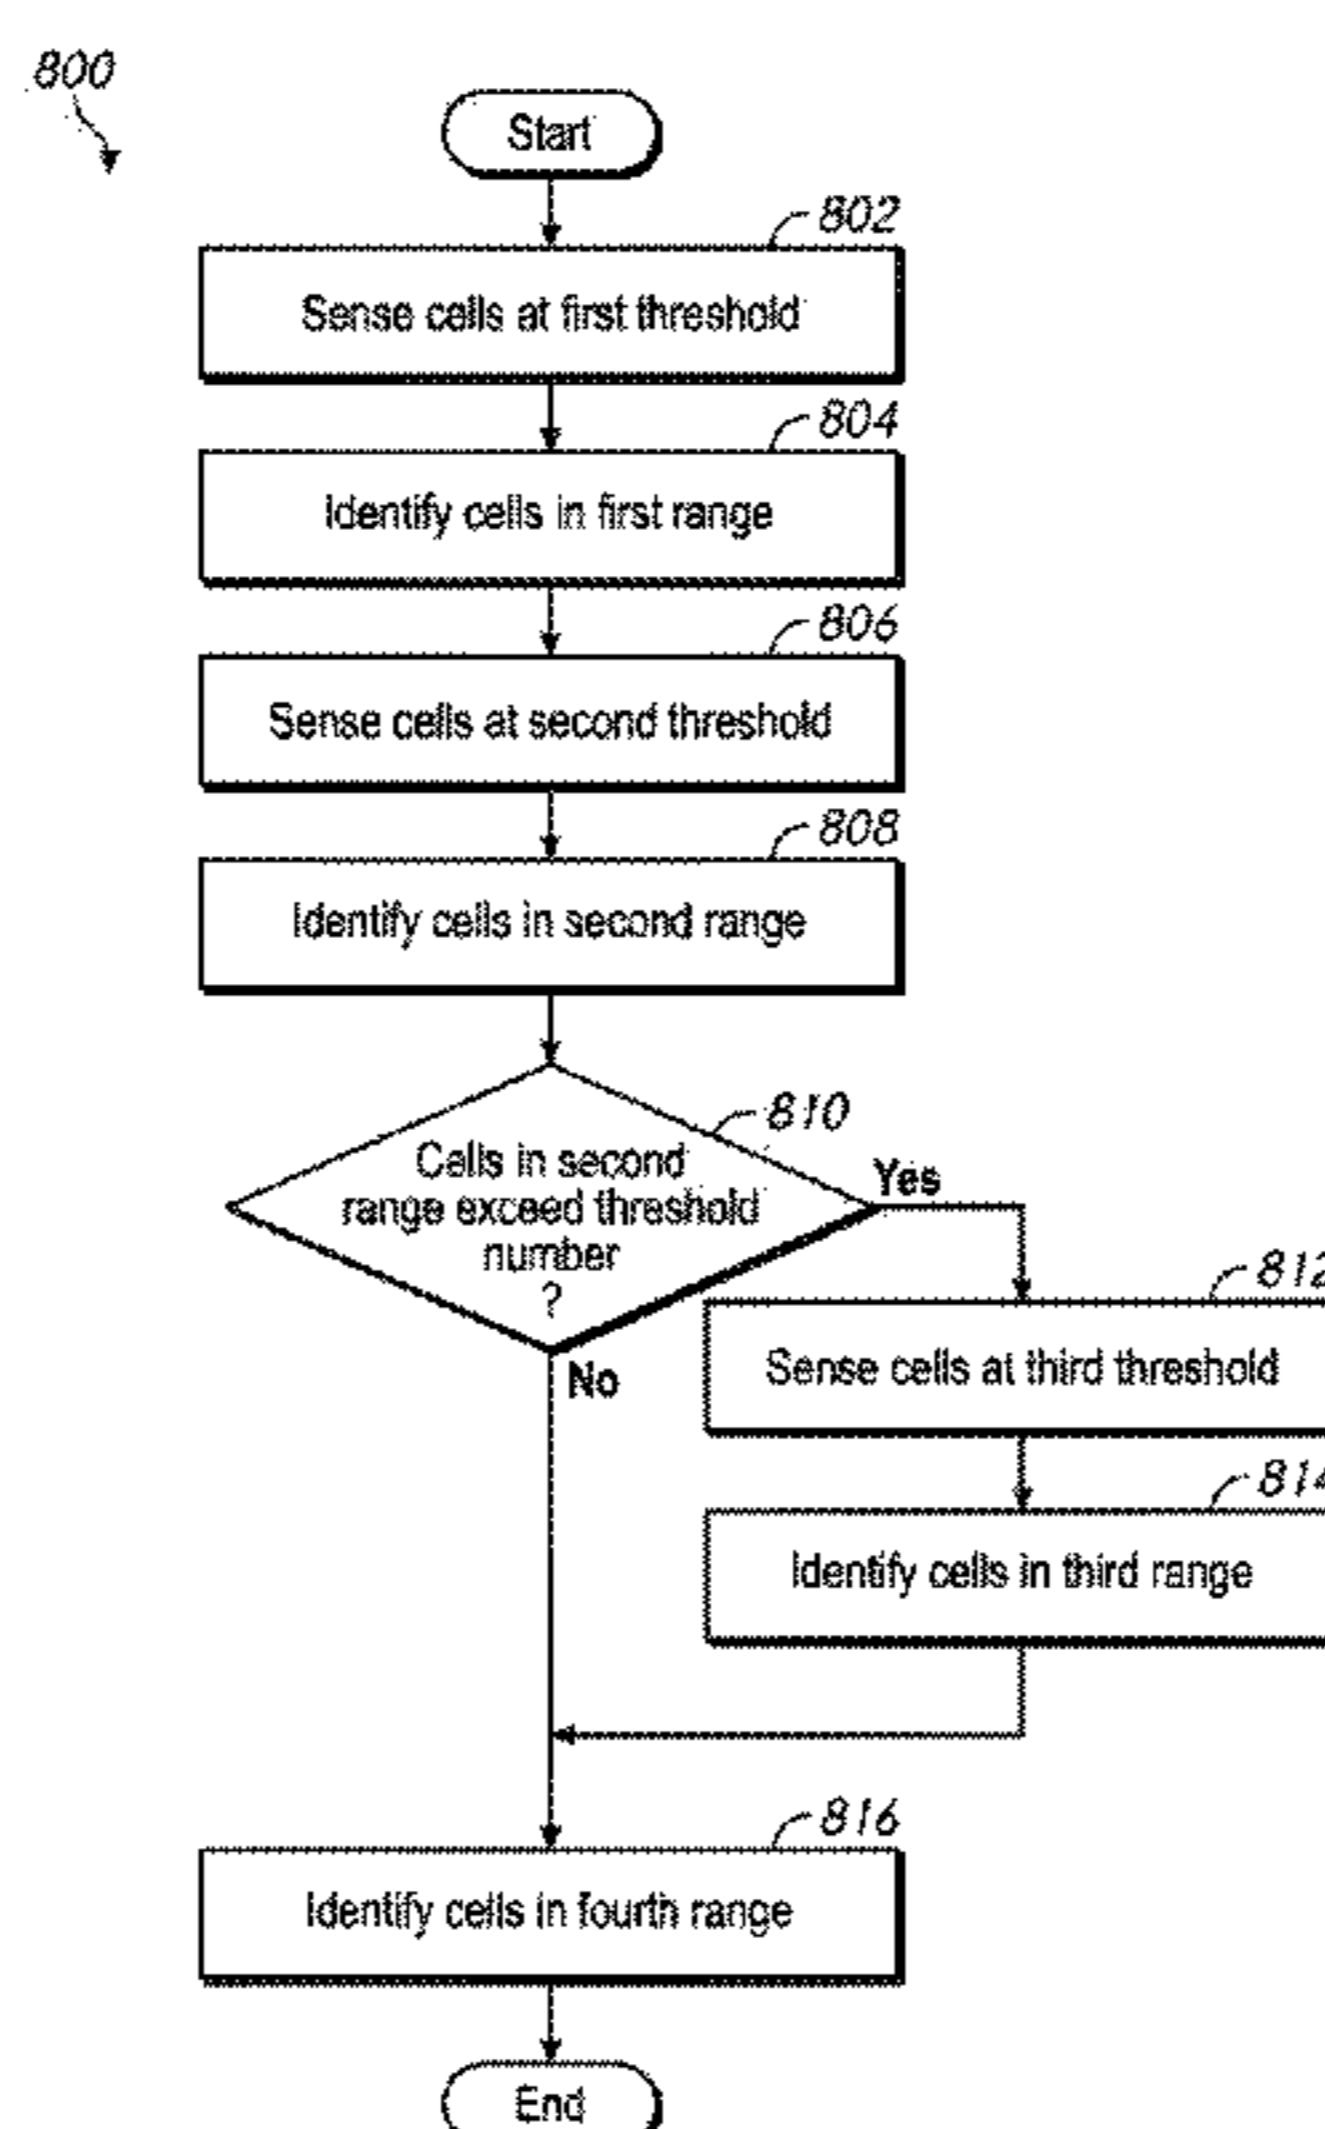 800
Start
802
Sense cells at first threshold
804
Identify cells in first range
806
Sense cells at second threshold
808
Identify cells in second range
810
Cells in second
range exceed threshold
number
?
Yes
No
812
Sense cells at third threshold
814
Identify cells in third range
816
Identify cells in fourth range
End